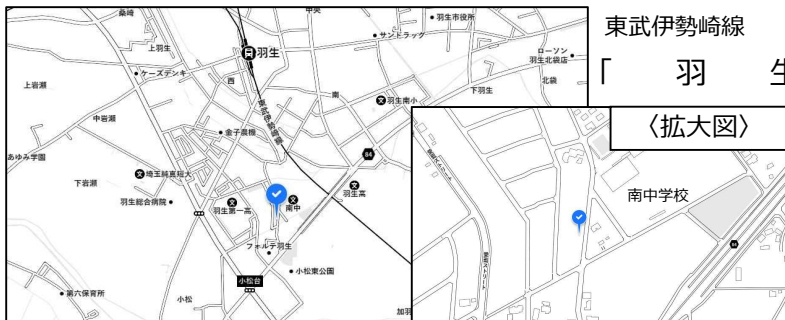 東武伊勢崎線
「 羽 生
〈拡大図〉
桑崎
中央
羽生市役所
上羽生
羽生
サンドラッグ
ローソン
羽生北袋店
ケーズデンキ
西
北袋
上岩瀬
東武伊勢崎線
南
下羽生
羽生南小
中岩瀬
金子農機
84
あゆみ学園
埼玉純真短大
下岩瀬
羽生高
羽生総合病院
羽生第一高
南中
フォルテ羽生
小松台
小松東公園
第六保育所
小松
加羽
南中学校
84